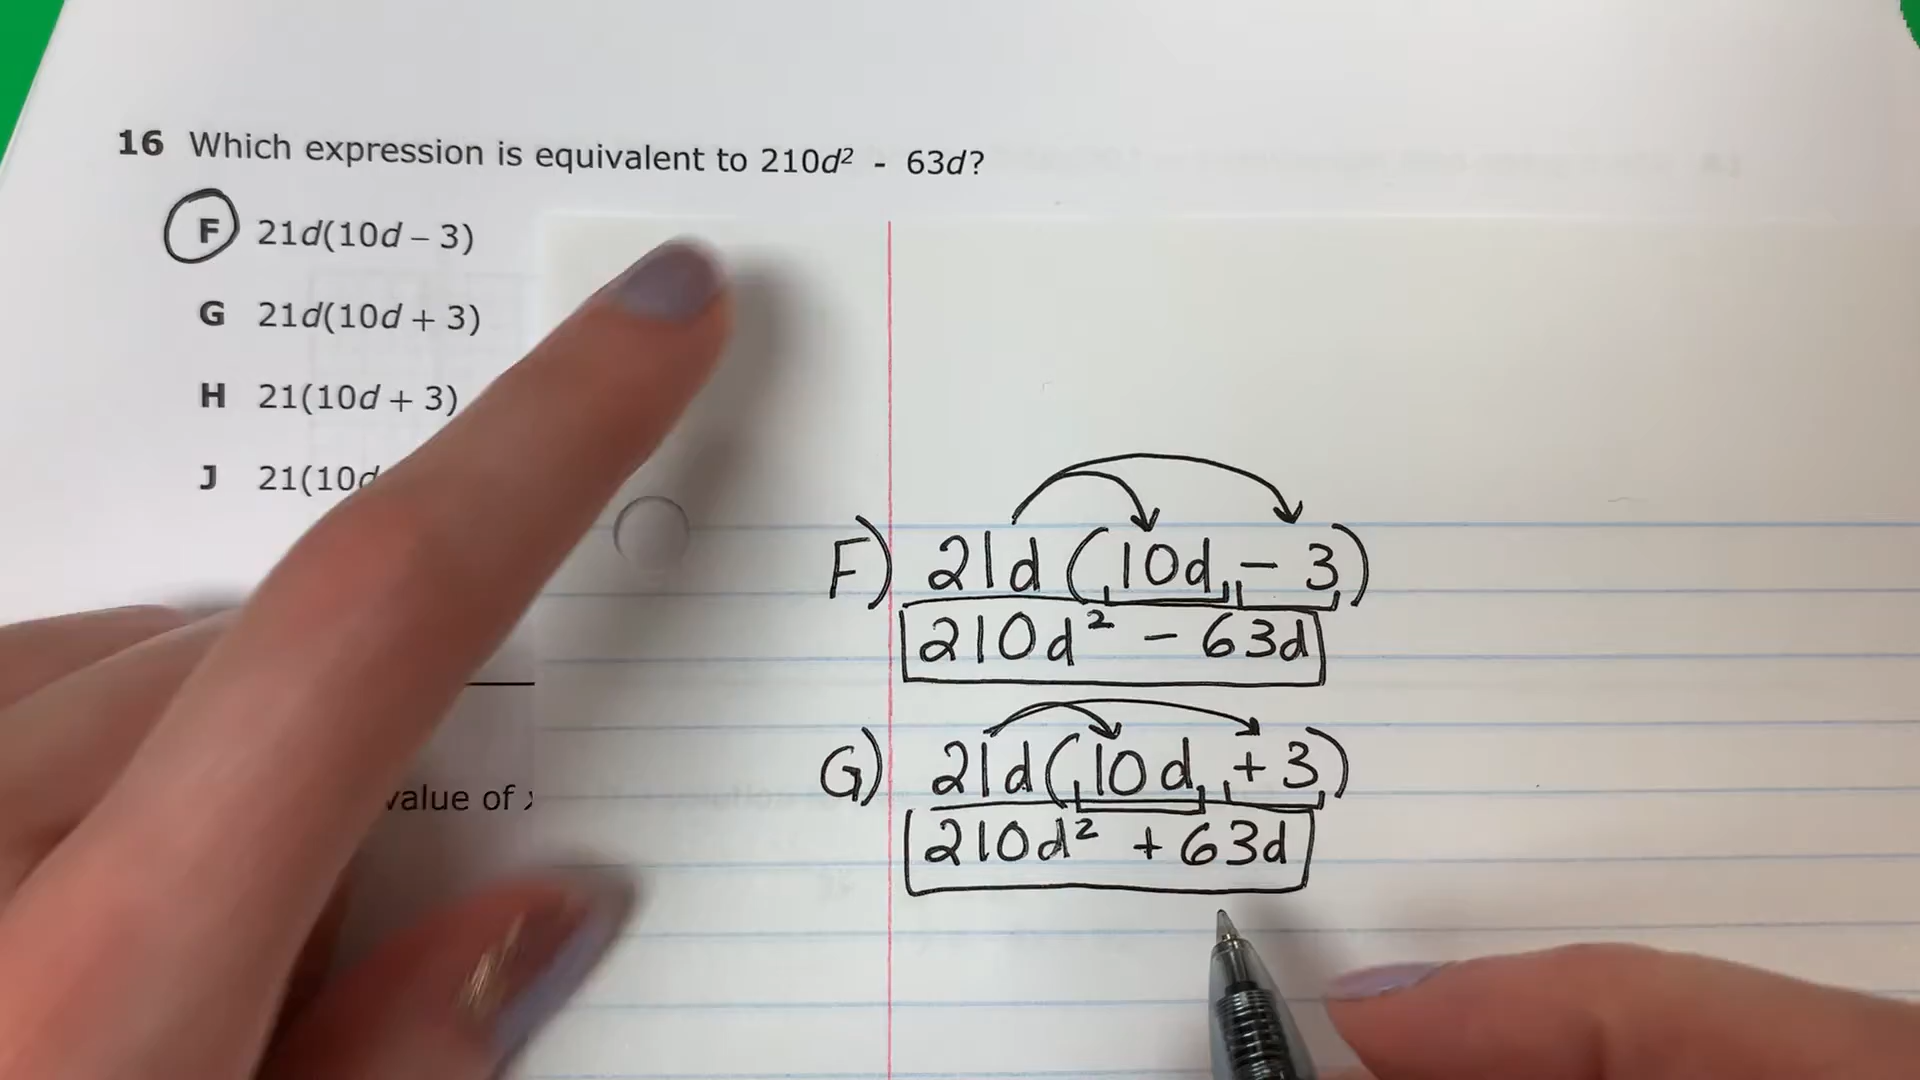 16 Which expression is equivalent to 210d² - 63d?
F 21d(10d – 3)
G 21d(10d + 3)
H 21(10d + 3)
J 21(10d
value of
F) 21d (10d - 3)
210d² - 63d
G) 21d (10d + 3)
210d² + 63d